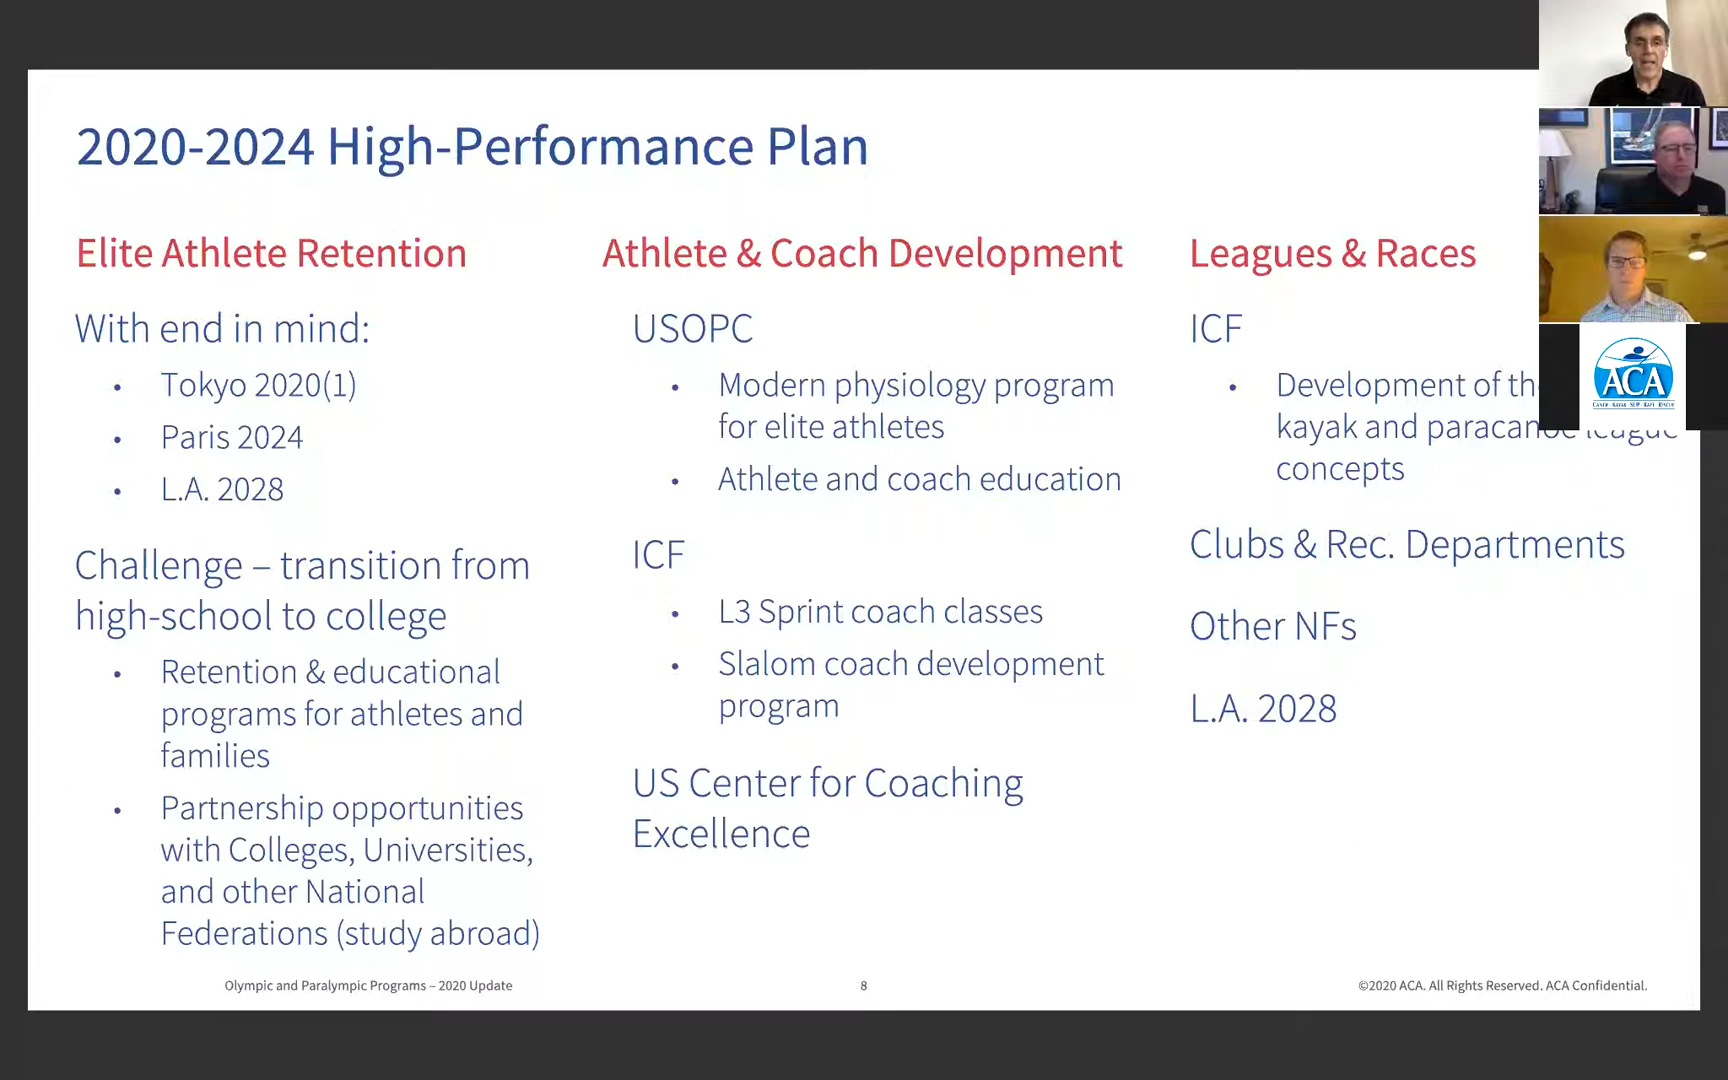 2020-2024 High-Performance Plan
Elite Athlete Retention
With end in mind:
• Tokyo 2020(1)
• Paris 2024
• L.A. 2028
Challenge – transition from
high-school to college
• Retention & educational
programs for athletes and
families
• Partnership opportunities
with Colleges, Universities,
and other National
Federations (study abroad)
Athlete & Coach Development
USOPC
• Modern physiology program
for elite athletes
• Athlete and coach education
ICF
• L3 Sprint coach classes
• Slalom coach development
program
US Center for Coaching
Excellence
Leagues & Races
ICF
• Development of
kayak and
concepts
Clubs & Rec. Departments
Other NFs
L.A. 2028
ACA
Olympic and Paralympic Programs – 2020 Update
8
©2020 ACA. All Rights Reserved. ACA Confidential.